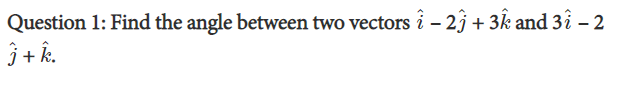 Question 1: Find the angle between two vectors î − 2ĵ + 3k̂ and 3î − 2
ĵ + k̂.